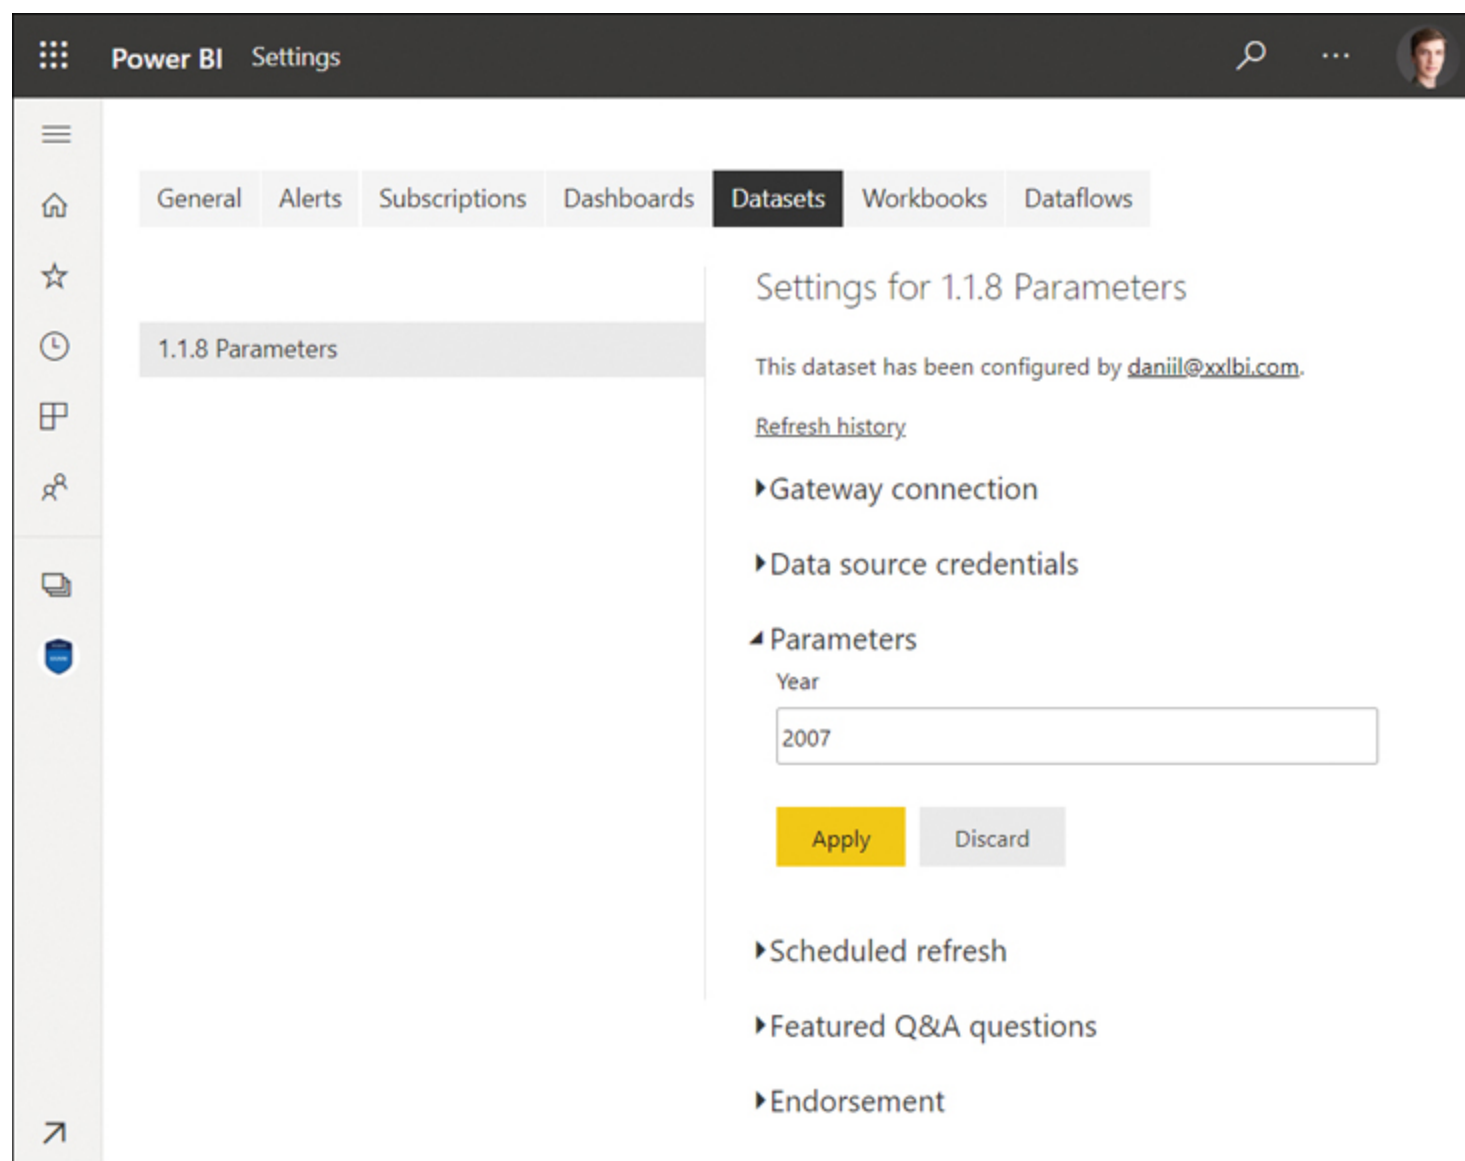 Power BI Settings
General Alerts Subscriptions Dashboards Datasets Workbooks Dataflows
1.1.8 Parameters
Settings for 1.1.8 Parameters
This dataset has been configured by daniil@xxlbi.com.
Refresh history
Gateway connection
Data source credentials
Parameters
Year
2007
Apply Discard
Scheduled refresh
Featured Q&A questions
Endorsement